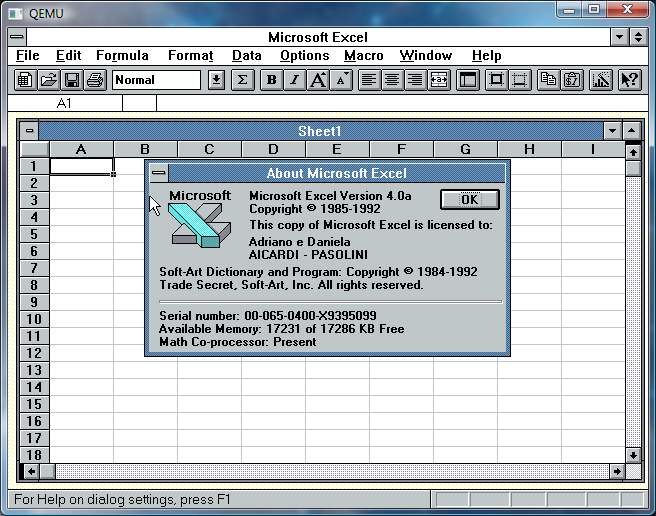 QEMU
Microsoft Excel
File Edit Formula Format Data Options Macro Window Help
Normal Σ B I A A
A1
Sheet1
A B C D E F G H I
1
2
3
4
5
6
7
8
9
10
11
12
13
14
15
16
17
18
About Microsoft Excel
Microsoft
Microsoft Excel Version 4.0a
Copyright © 1985-1992
OK
This copy of Microsoft Excel is licensed to:
Adriano e Daniela
AICARDI - PASOLINI
Soft-Art Dictionary and Program: Copyright © 1984-1992
Trade Secret, Soft-Art, Inc. All rights reserved.
Serial number: 00-065-0400-X9395099
Available Memory: 17231 of 17286 KB Free
Math Co-processor: Present
For Help on dialog settings, press F1